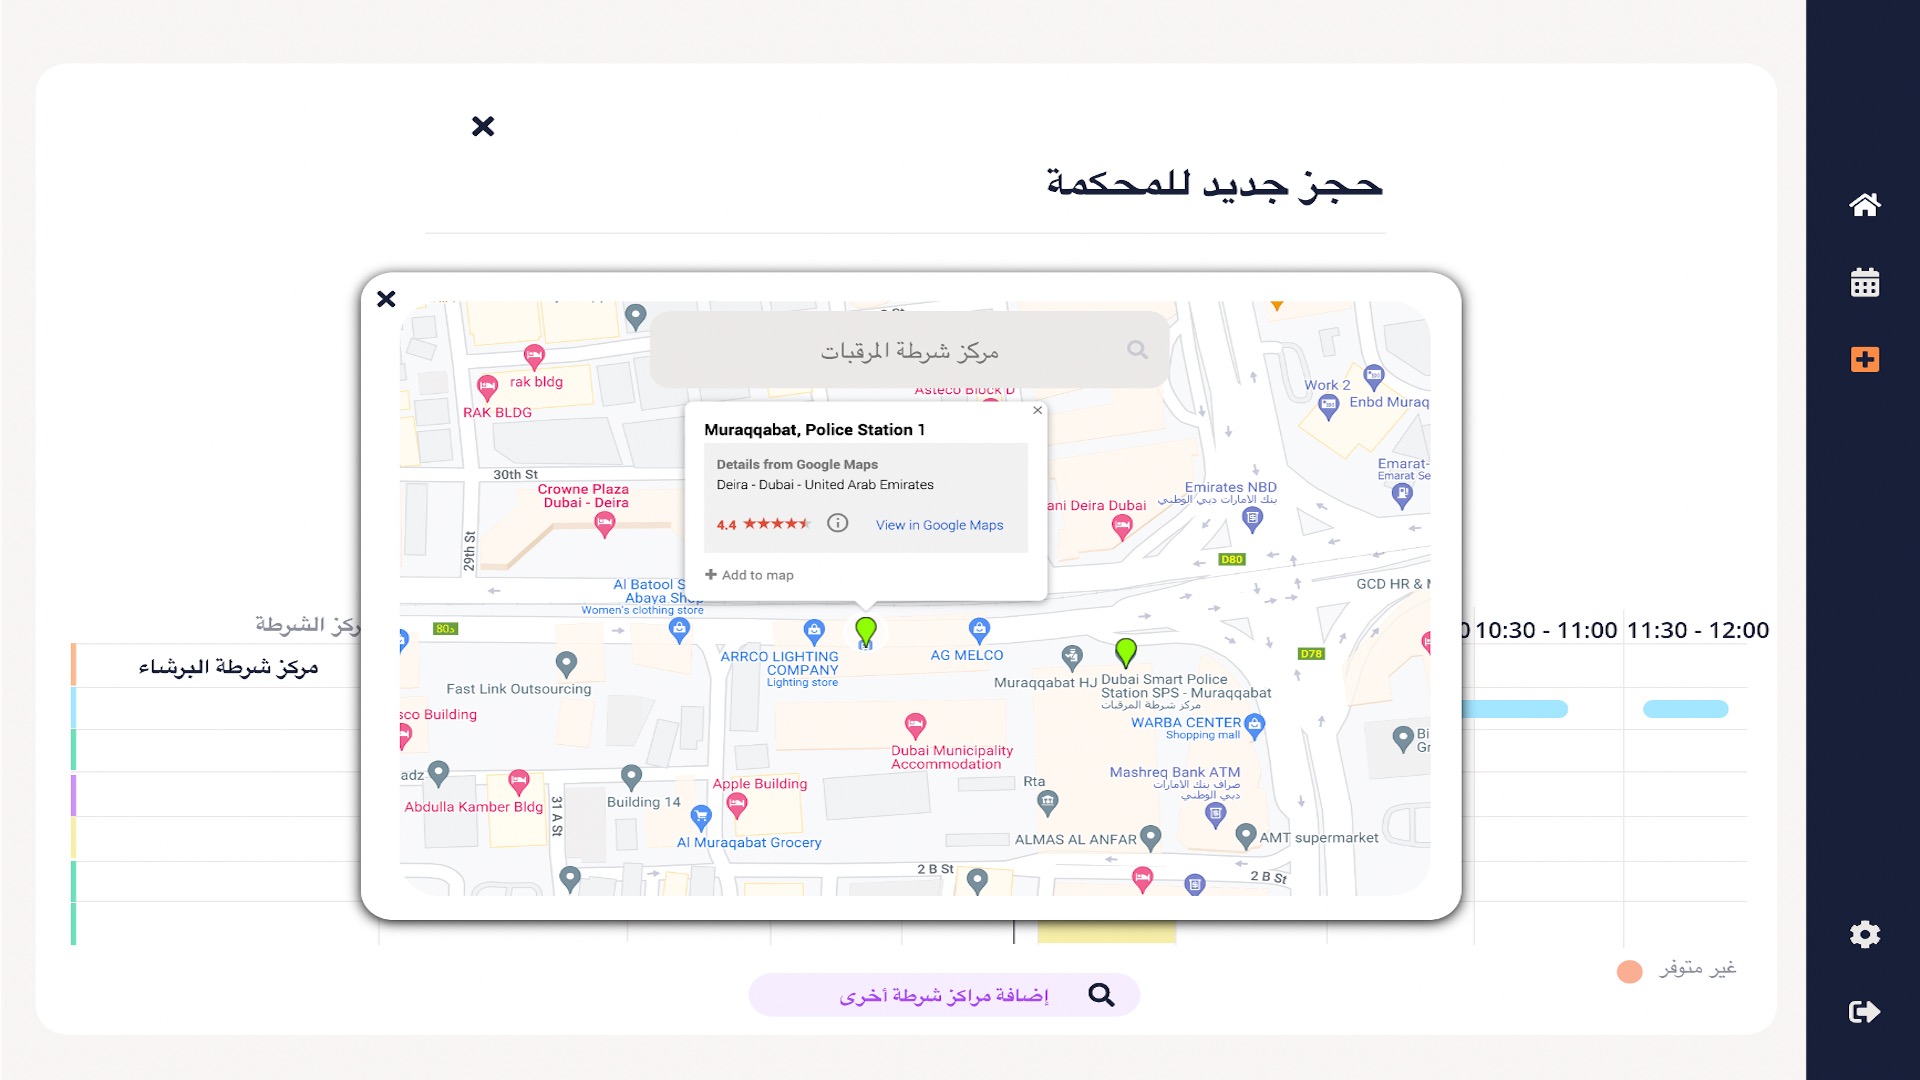 حجز جديد للمحكمة
مركز شرطة المرقبات
Asteco Block D
rak bldg
RAK BLDG
Work 2
Enbd Muraq
Muraqqabat, Police Station 1
Details from Google Maps
Deira - Dubai - United Arab Emirates
4.4
View in Google Maps
Add to map
30th St
Crowne Plaza
Dubai - Deira
29th St
ani Deira Dubai
Emirates NBD
بنك الامارات دبي الوطني
Emarat-
Emarat Se
D80
GCD HR &
Al Batool S
Abaya Shop
Women's clothing store
80د
ARRCO LIGHTING
COMPANY
Lighting store
AG MELCO
Muraqqabat HJ
Dubai Smart Police
Station SPS - Muraqqabat
مركز شرطة المرقبات
D78
Fast Link Outsourcing
WARBA CENTER
Shopping mall
sco Building
Dubai Municipality
Accommodation
Bi
Gr
adz
Abdulla Kamber Bldg
31 A St
Building 14
Apple Building
Al Muraqabat Grocery
Rta
Mashreq Bank ATM
صراف بنك الامارات
دبي الوطني
ALMAS AL ANFAR
AMT supermarket
2 B St
2 B St
ركز الشرطة
0 10:30 - 11:00 11:30 - 12:00
مركز شرطة البرشاء
غير متوفر
إضافة مراكز شرطة أخرى